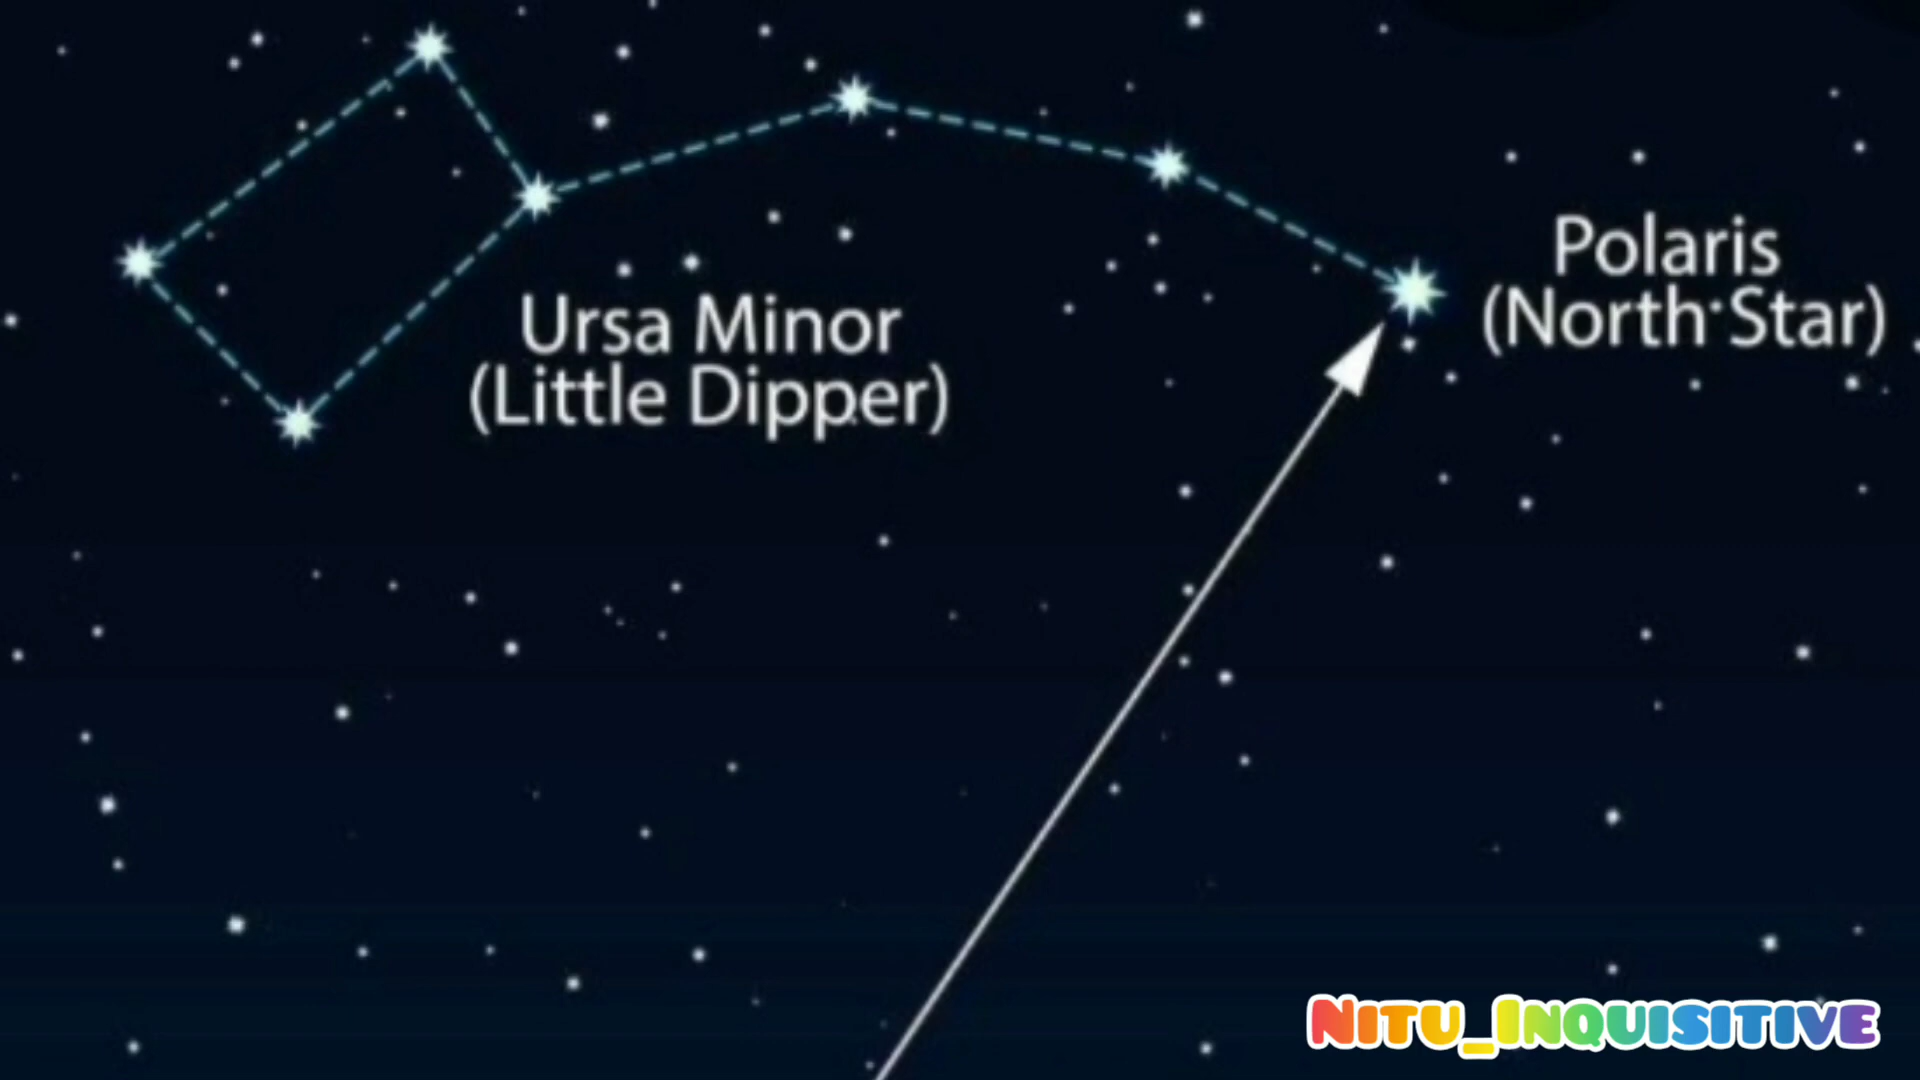 Polaris
(North Star)
Ursa Minor
(Little Dipper)
Nitu_Inquisitive